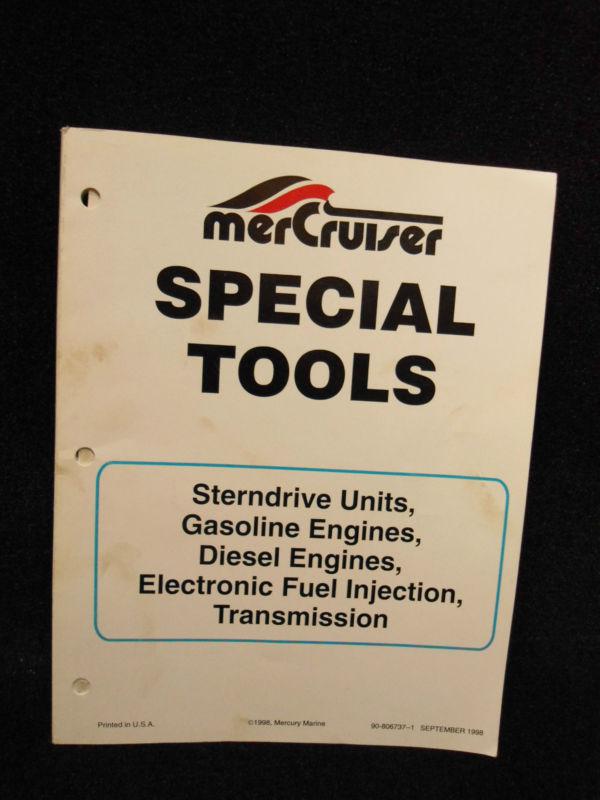 merCruiser
SPECIAL
TOOLS
Sterndrive Units,
Gasoline Engines,
Diesel Engines,
Electronic Fuel Injection,
Transmission
Printed in U.S.A.
©1998, Mercury Marine
90-806737–1 SEPTEMBER 1998